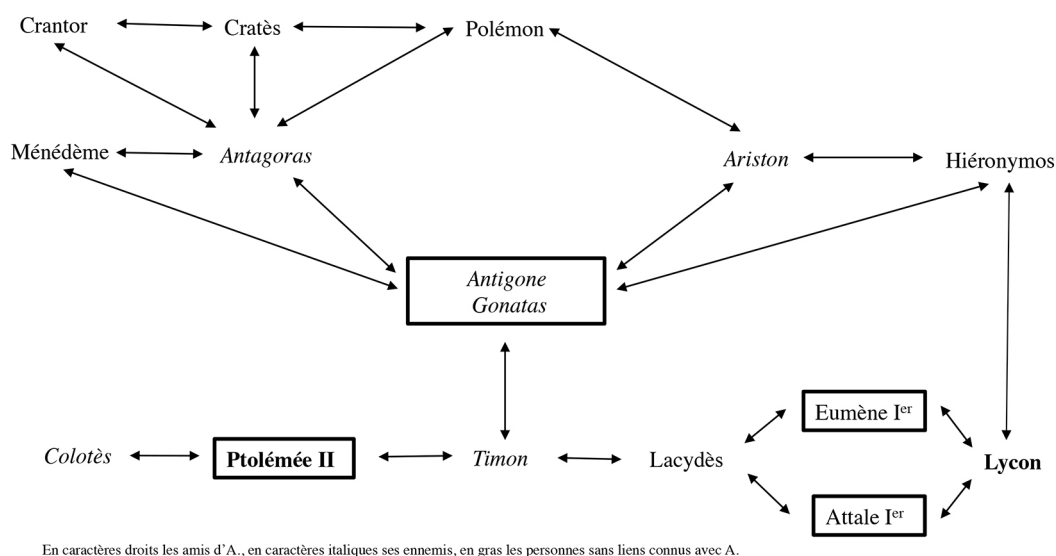 Crantor
Cratès
Polémon
Ménédème
Antagoras
Ariston
Hiéronymos
Antigone
Gonatas
Eumène Ier
Colotès
Ptolémée II
Timon
Lacydès
Lycon
Attale Ier
En caractères droits les amis d'A., en caractères italiques ses ennemis, en gras les personnes sans liens connus avec A.